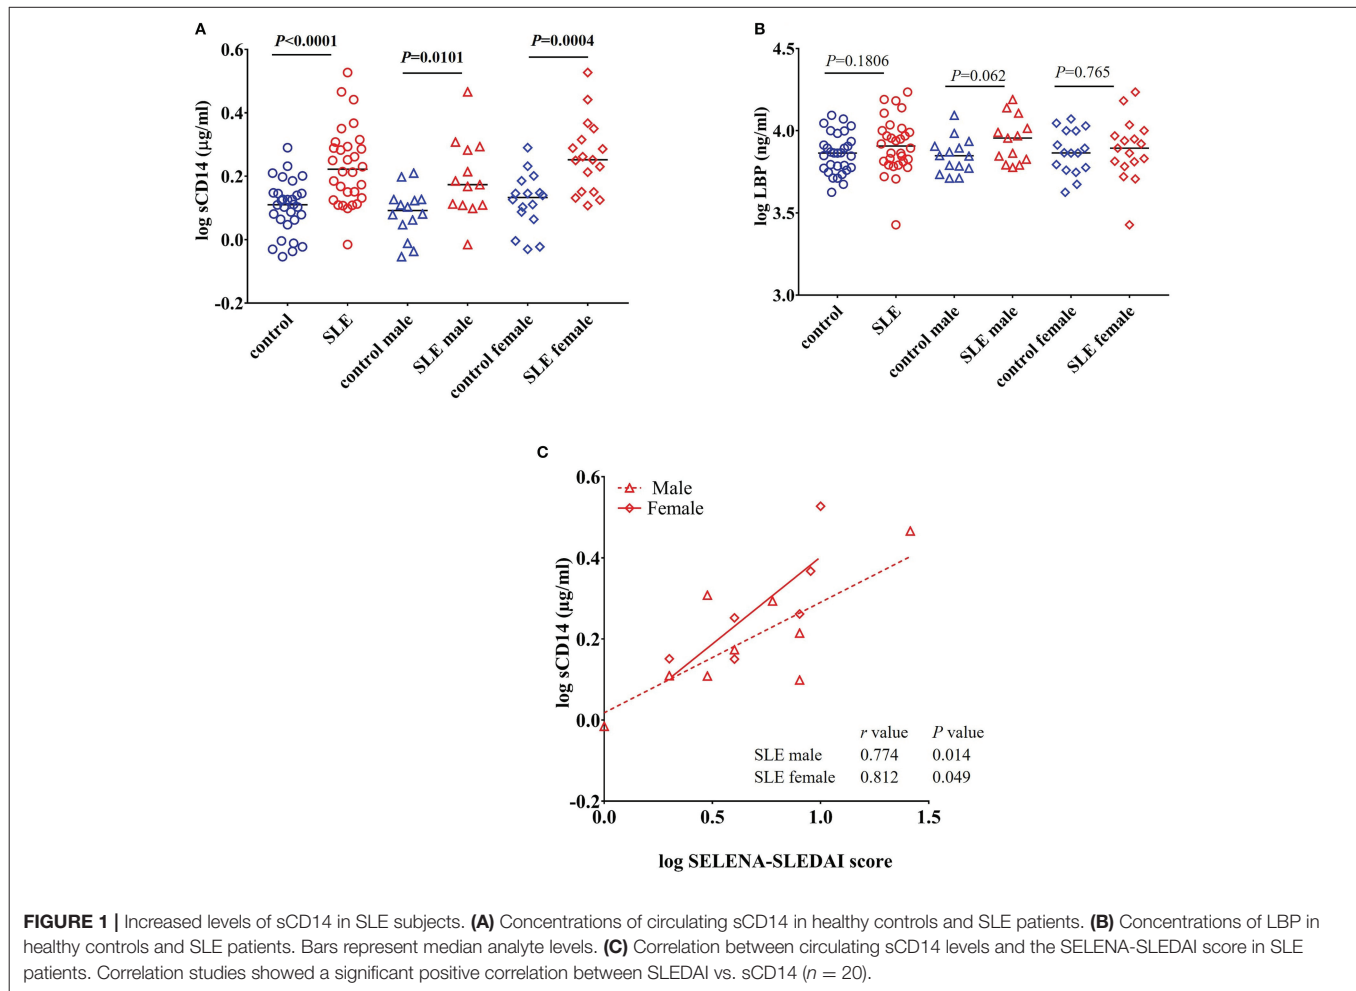 A
P<0.0001
P=0.0101
P=0.0004
log sCD14 (µg/ml)
0.6
0.4
0.2
0.0
-0.2
control
SLE
control male
SLE male
control female
SLE female
B
P=0.1806
P=0.062
P=0.765
log LBP (ng/ml)
4.5
4.0
3.5
3.0
control
SLE
control male
SLE male
control female
SLE female
C
Male
Female
log sCD14 (µg/ml)
0.6
0.4
0.2
0.0
-0.2
r value P value
SLE male 0.774 0.014
SLE female 0.812 0.049
0.0 0.5 1.0 1.5
log SELENA-SLEDAI score
FIGURE 1 | Increased levels of sCD14 in SLE subjects. (A) Concentrations of circulating sCD14 in healthy controls and SLE patients. (B) Concentrations of LBP in
healthy controls and SLE patients. Bars represent median analyte levels. (C) Correlation between circulating sCD14 levels and the SELENA-SLEDAI score in SLE
patients. Correlation studies showed a significant positive correlation between SLEDAI vs. sCD14 (n = 20).